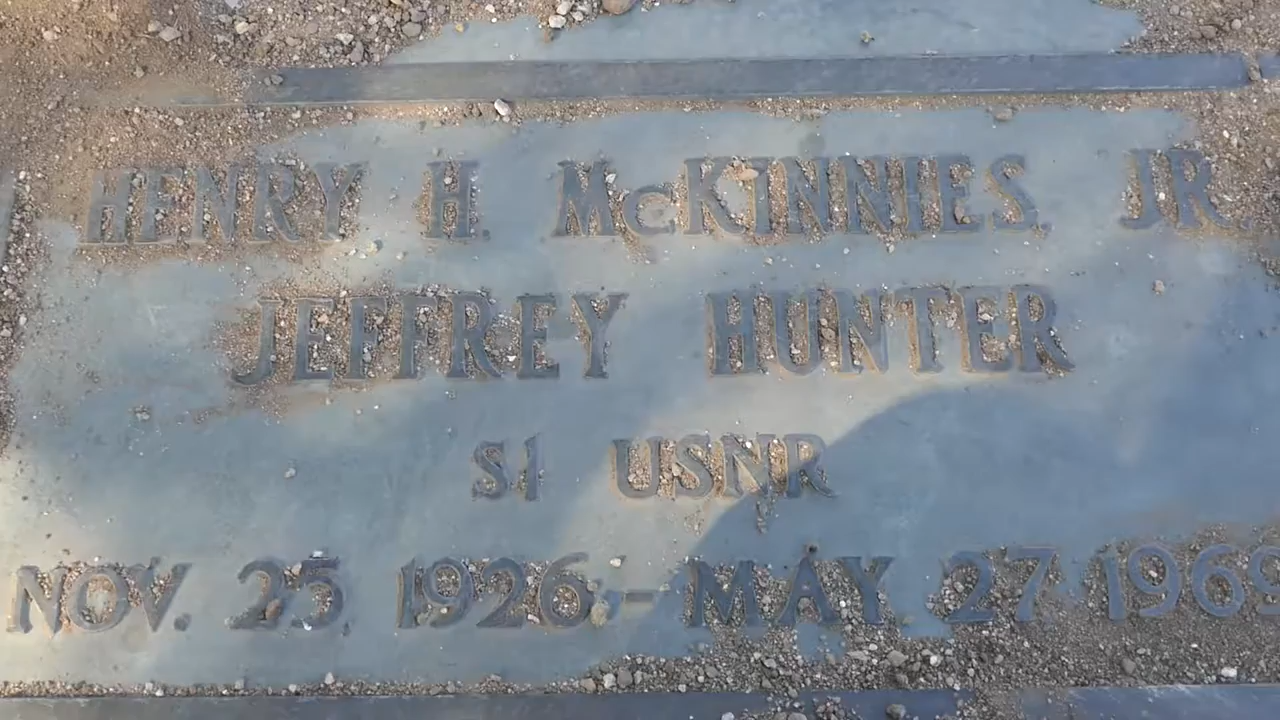 HENRY H. McKINNIES, JR
JEFFREY HUNTER
S1 USNR
NOV. 25, 1926 – MAY 27 1969